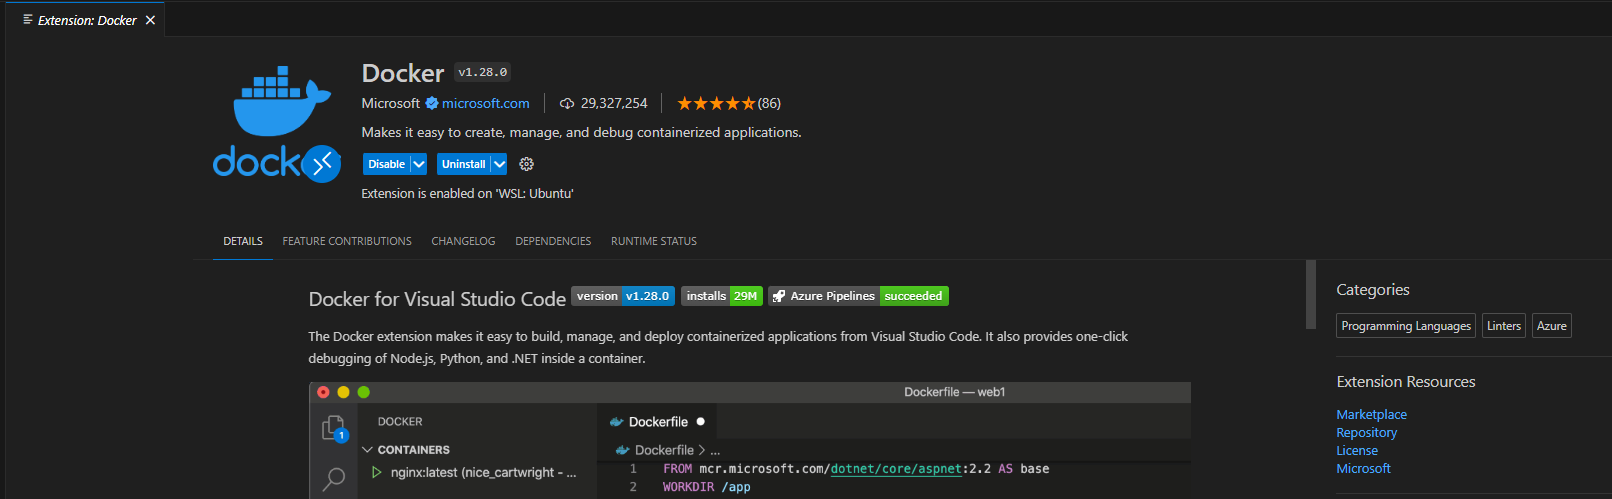 Extension: Docker
Docker v1.28.0
Microsoft microsoft.com 29,327,254 (86)
Makes it easy to create, manage, and debug containerized applications.
Disable Uninstall
Extension is enabled on 'WSL: Ubuntu'
DETAILS FEATURE CONTRIBUTIONS CHANGELOG DEPENDENCIES RUNTIME STATUS
Docker for Visual Studio Code version v1.28.0 installs 29M Azure Pipelines succeeded
The Docker extension makes it easy to build, manage, and deploy containerized applications from Visual Studio Code. It also provides one-click
debugging of Node.js, Python, and .NET inside a container.
Dockerfile — web1
DOCKER
1
CONTAINERS
nginx:latest (nice_cartwright - ...
Dockerfile
Dockerfile > ...
1 FROM mcr.microsoft.com/dotnet/core/aspnet:2.2 AS base
2 WORKDIR /app
Categories
Programming Languages Linters Azure
Extension Resources
Marketplace
Repository
License
Microsoft